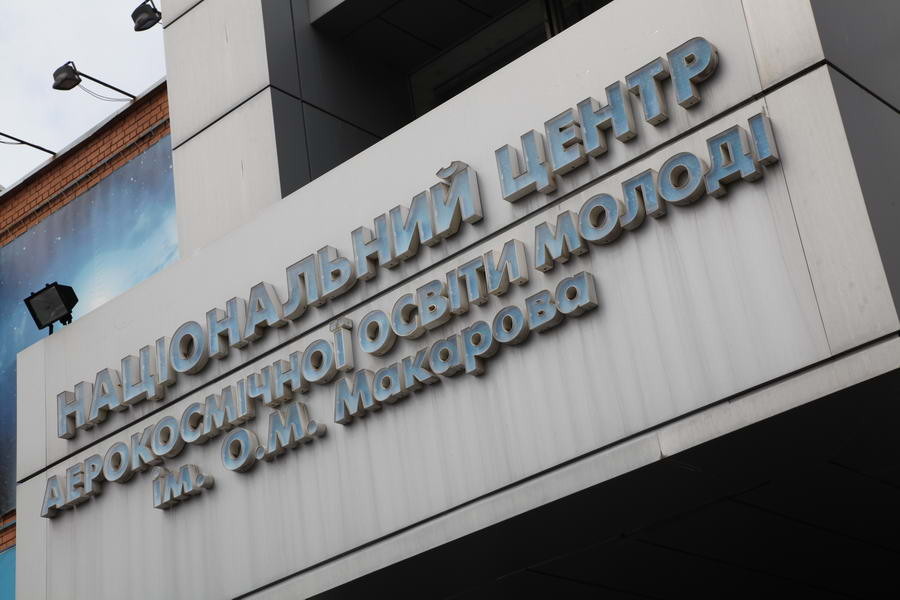 НАЦІОНАЛЬНИЙ ЦЕНТР
АЕРОКОСМІЧНОЇ ОСВІТИ МОЛОДІ
ім. О.М. Макарова